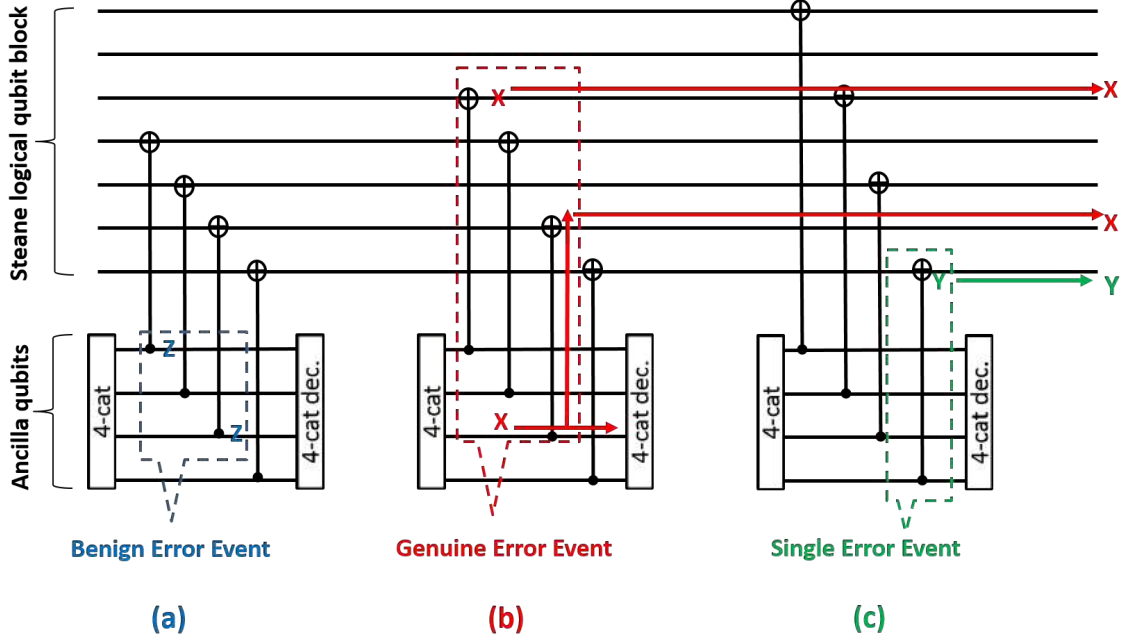 Steane logical qubit block
Ancilla qubits
X
X
X
Y
Y
Z
Z
X
4-cat
4-cat dec.
4-cat
4-cat dec.
4-cat
4-cat dec.
Benign Error Event
Genuine Error Event
Single Error Event
(a)
(b)
(c)